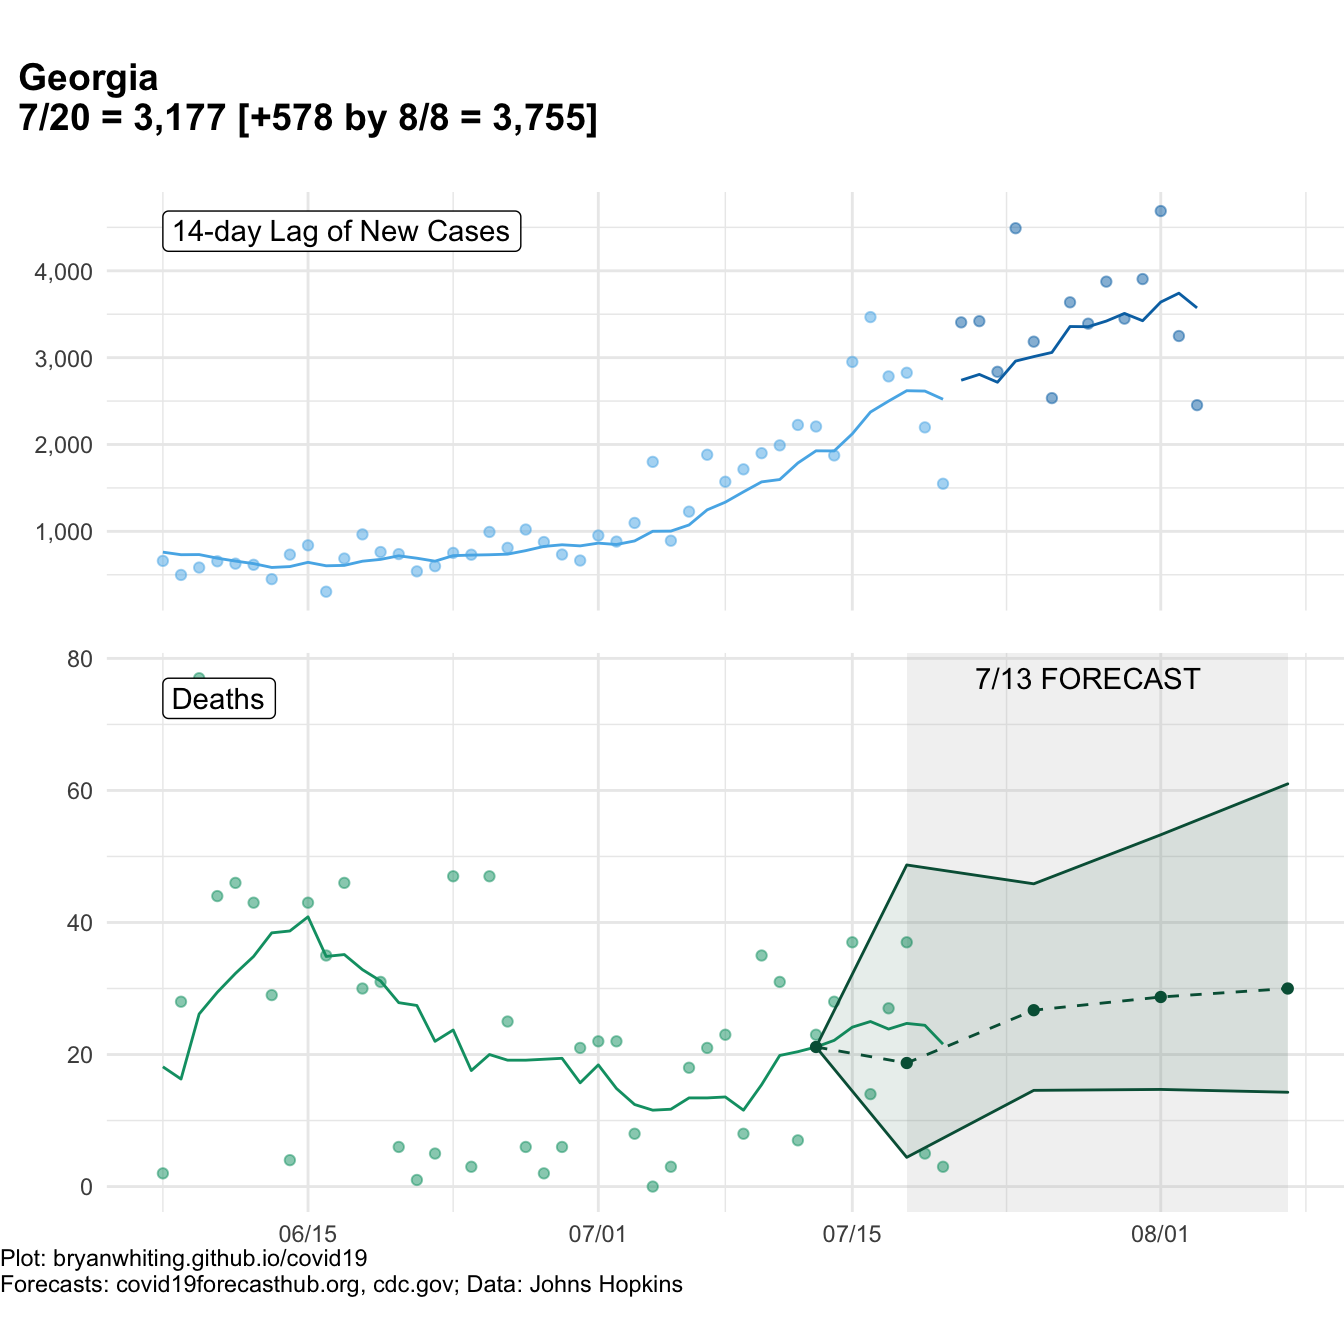 Georgia
7/20 = 3,177 [+578 by 8/8 = 3,755]
14-day Lag of New Cases
4,000
3,000
2,000
1,000
80
7/13 FORECAST
Deaths
60
40
20
0
06/15 07/01 07/15 08/01
Plot: bryanwhiting.github.io/covid19
Forecasts: covid19forecasthub.org, cdc.gov; Data: Johns Hopkins